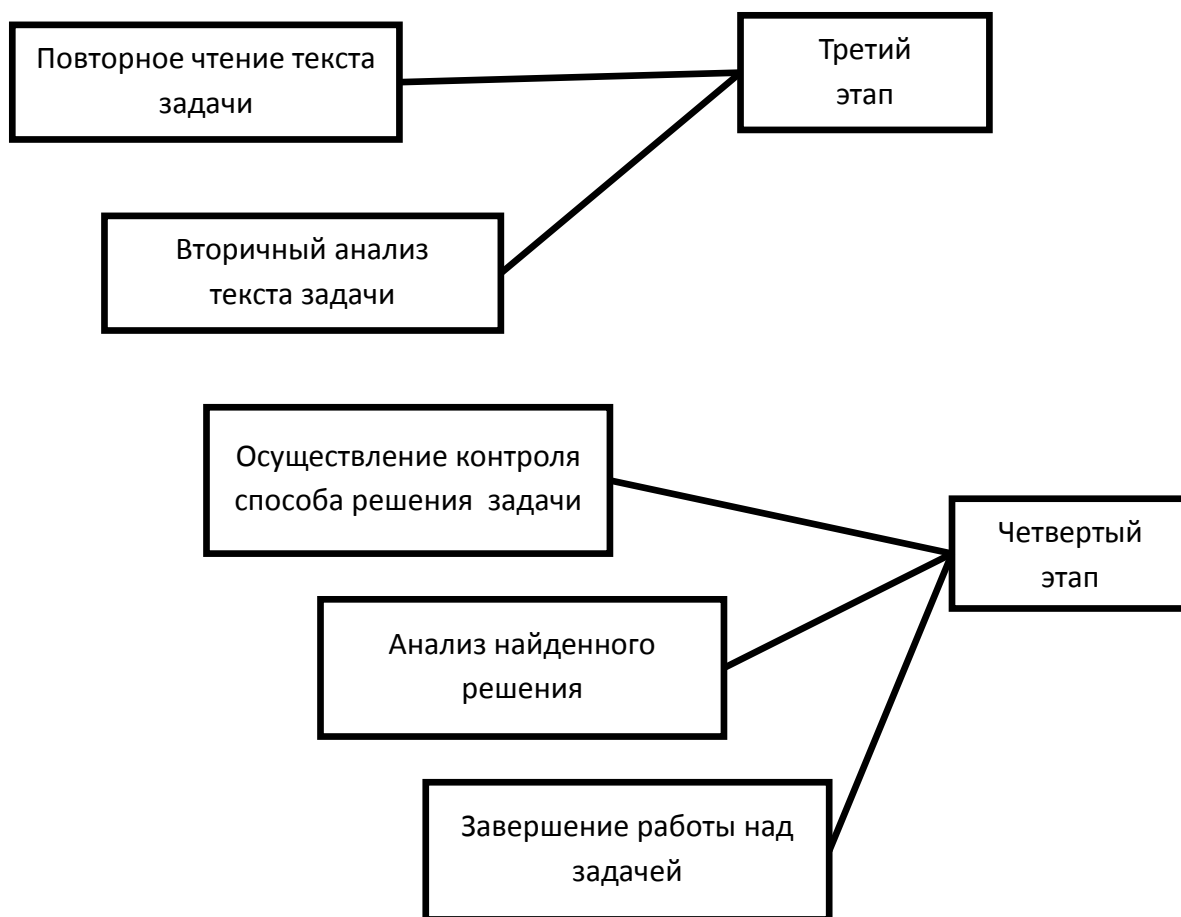 Повторное чтение текста
задачи
Третий
этап
Вторичный анализ
текста задачи
Осуществление контроля
способа решения задачи
Четвертый
этап
Анализ найденного
решения
Завершение работы над
задачей